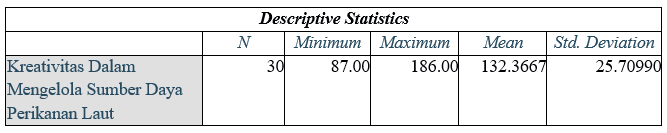 Descriptive Statistics
N Minimum Maximum Mean Std. Deviation
Kreativitas Dalam 30 87.00 186.00 132.3667 25.70990
Mengelola Sumber Daya
Perikanan Laut